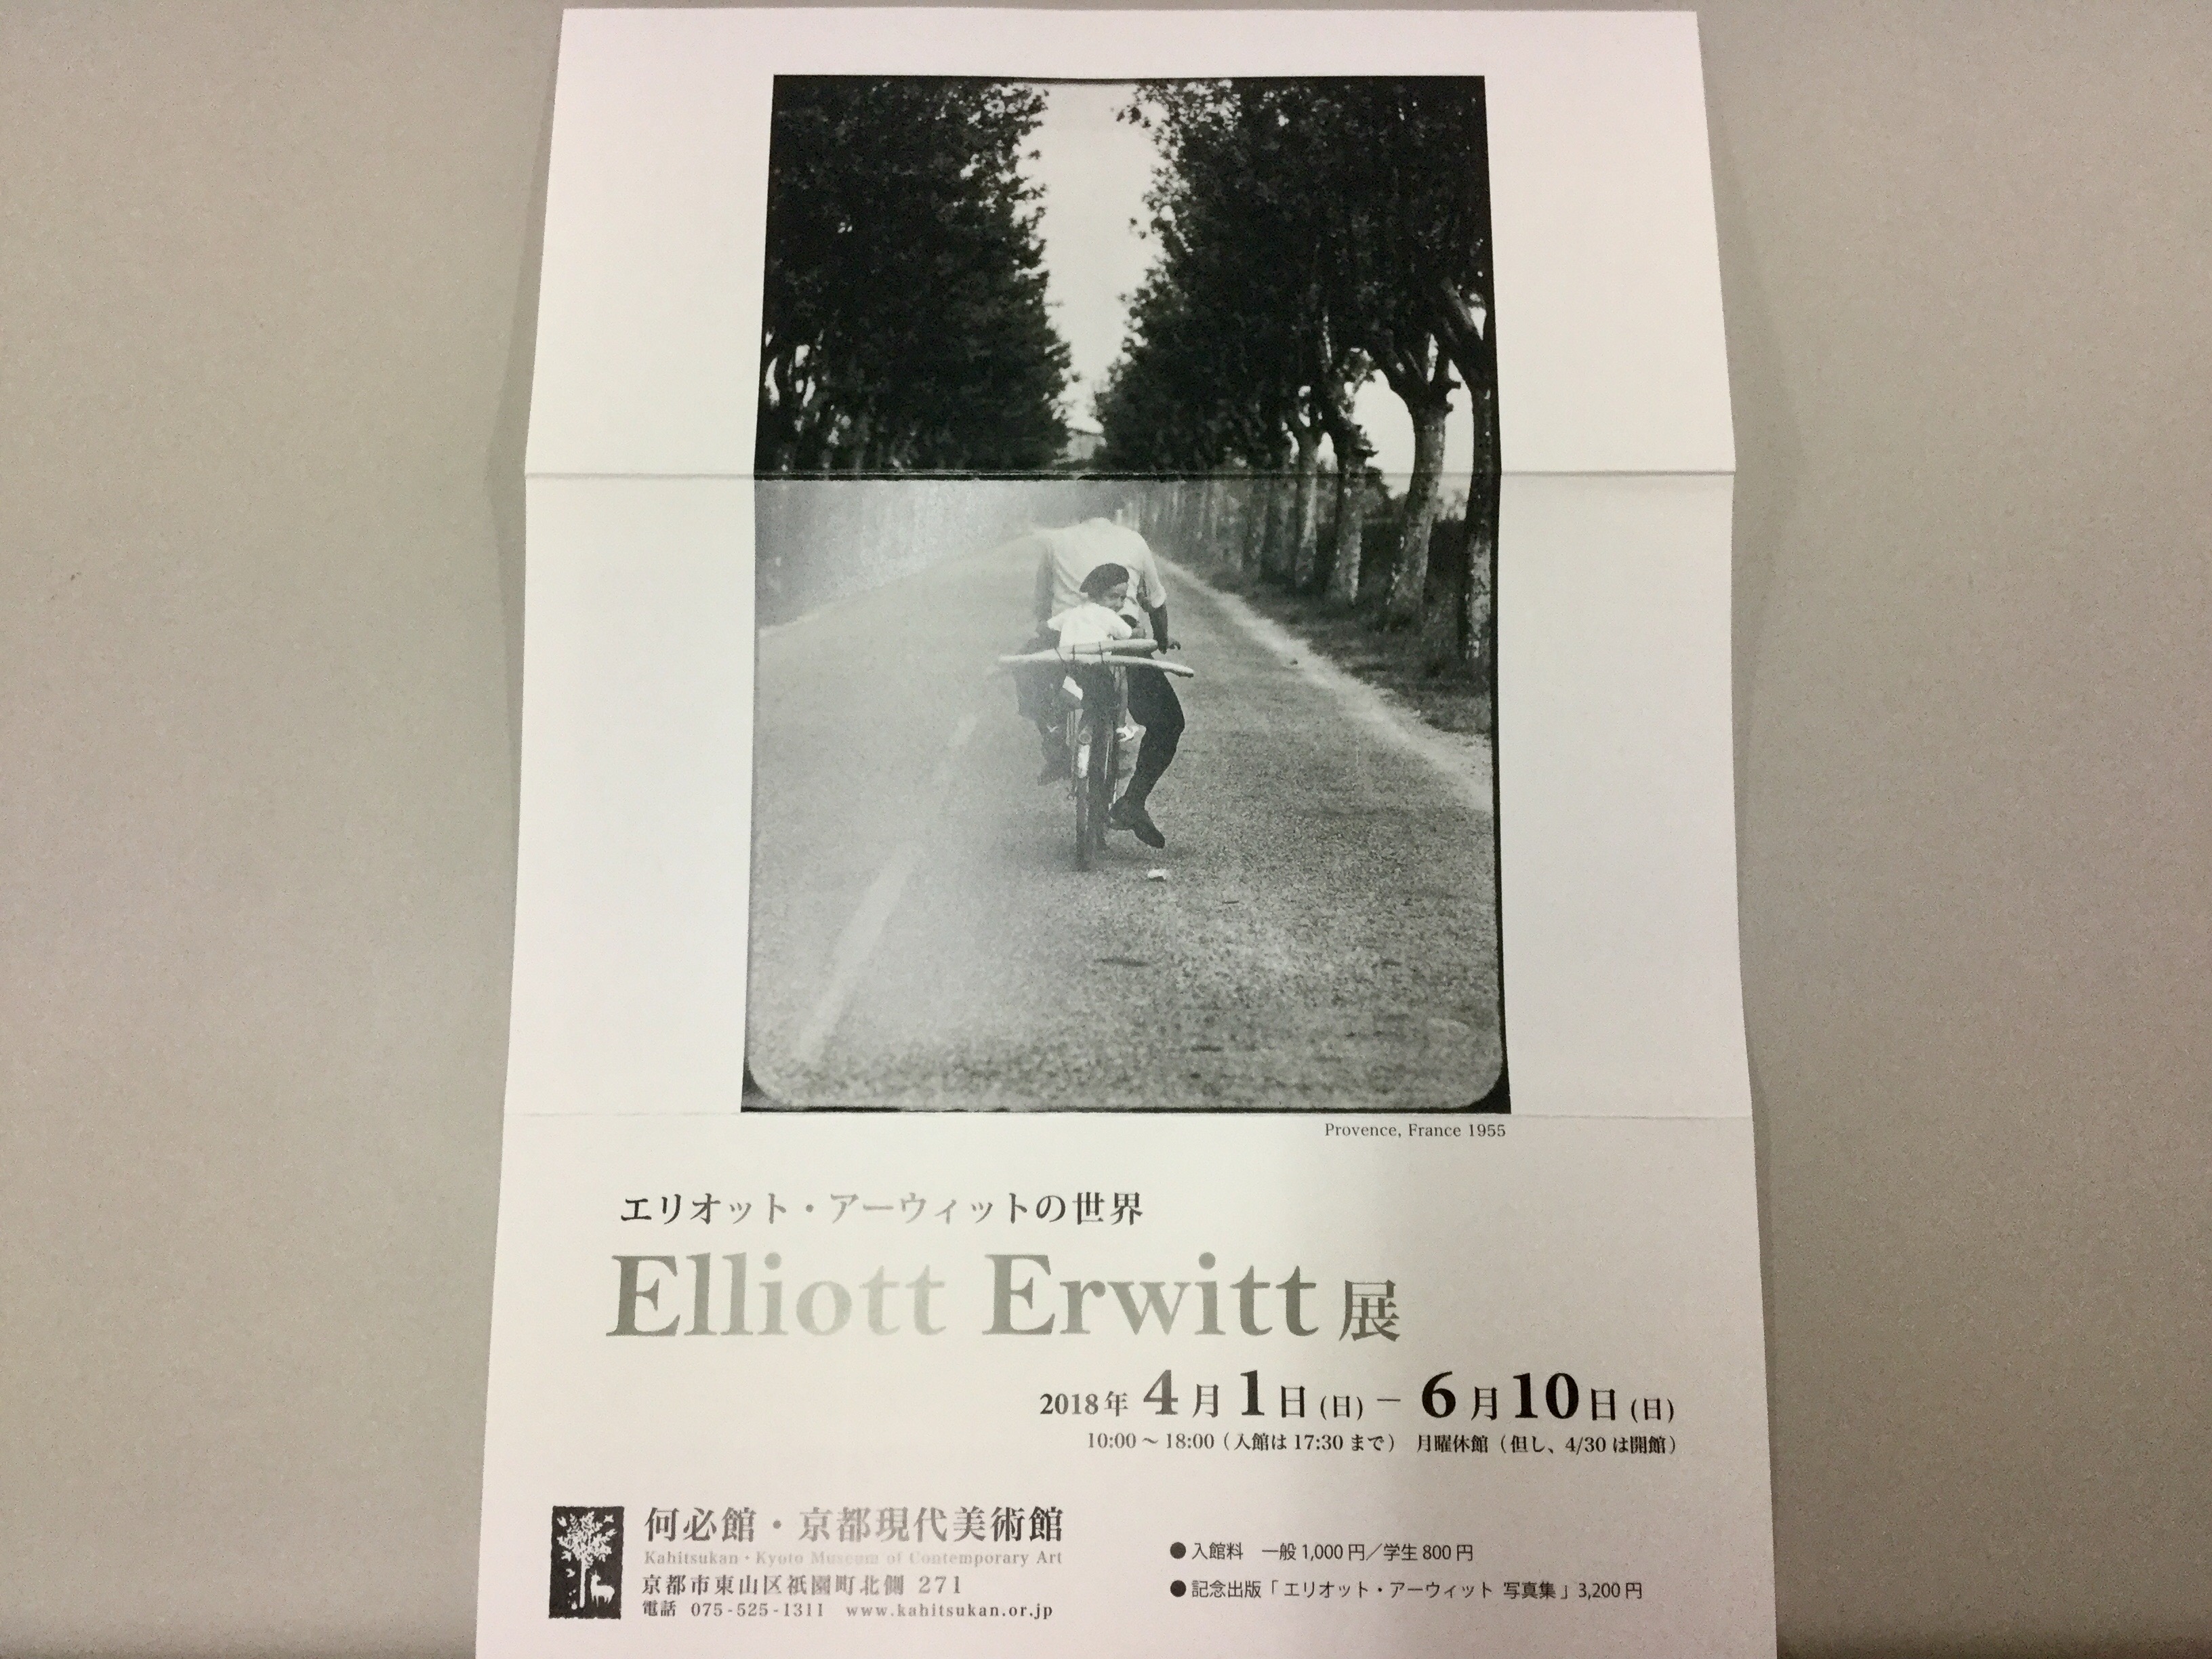 Provence, France 1955
エリオット・アーウィットの世界
Elliott Erwitt 展
2018年 4月1日(日) − 6月10日(日)
10:00 ～ 18:00（入館は 17:30 まで） 月曜休館（但し、4/30 は開館）
何必館・京都現代美術館
Kahitsukan・Kyoto Museum of Contemporary Art
京都市東山区祇園町北側 271
電話 075-525-1311 www.kahitsukan.or.jp
●入館料 一般 1,000 円／学生 800 円
●記念出版「 エリオット・アーウィット 写真集 」3,200 円